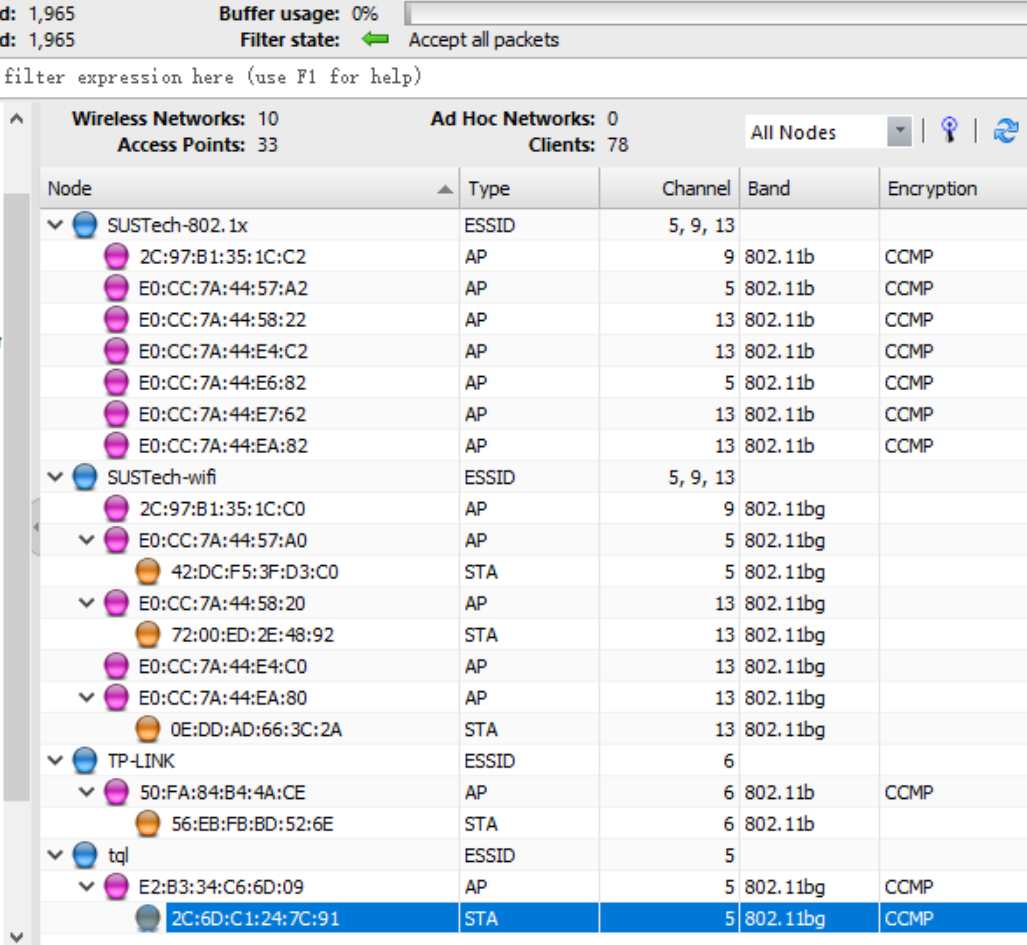 d: 1,965 Buffer usage: 0%
d: 1,965 Filter state: Accept all packets
filter expression here (use F1 for help)
Wireless Networks: 10 Ad Hoc Networks: 0
Access Points: 33 Clients: 78
All Nodes
Node Type Channel Band Encryption
SUSTech-802.1x ESSID 5, 9, 13
2C:97:B1:35:1C:C2 AP 9 802.11b CCMP
E0:CC:7A:44:57:A2 AP 5 802.11b CCMP
E0:CC:7A:44:58:22 AP 13 802.11b CCMP
E0:CC:7A:44:E4:C2 AP 13 802.11b CCMP
E0:CC:7A:44:E6:82 AP 5 802.11b CCMP
E0:CC:7A:44:E7:62 AP 13 802.11b CCMP
E0:CC:7A:44:EA:82 AP 13 802.11b CCMP
SUSTech-wifi ESSID 5, 9, 13
2C:97:B1:35:1C:C0 AP 9 802.11bg
E0:CC:7A:44:57:A0 AP 5 802.11bg
42:DC:F5:3F:D3:C0 STA 5 802.11bg
E0:CC:7A:44:58:20 AP 13 802.11bg
72:00:ED:2E:48:92 STA 13 802.11bg
E0:CC:7A:44:E4:C0 AP 13 802.11bg
E0:CC:7A:44:EA:80 AP 13 802.11bg
0E:DD:AD:66:3C:2A STA 13 802.11bg
TP-LINK ESSID 6
50:FA:84:B4:4A:CE AP 6 802.11b CCMP
56:EB:FB:BD:52:6E STA 6 802.11b
tql ESSID 5
E2:B3:34:C6:6D:09 AP 5 802.11bg CCMP
2C:6D:C1:24:7C:91 STA 5 802.11bg CCMP